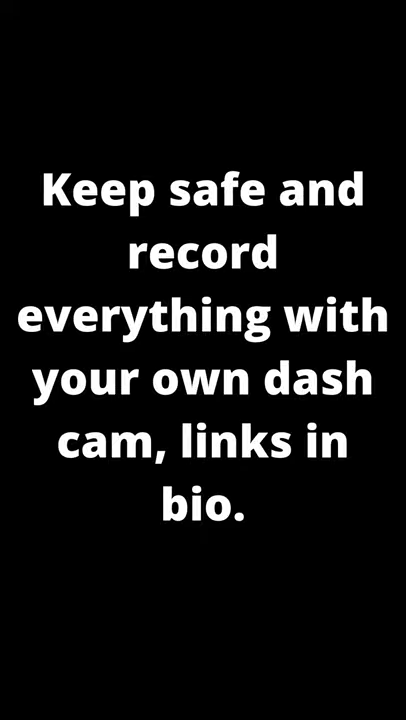 Keep safe and
record
everything with
your own dash
cam, links in
bio.